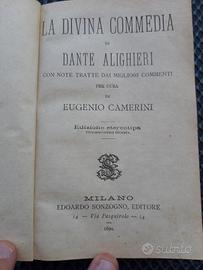 LA DIVINA COMMEDIA
DI
DANTE ALIGHIERI
CON NOTE TRATTE DAI MIGLIORI COMMENTI
PER CURA
DI
EUGENIO CAMERINI
Edizione stereotipa
MILANO
EDOARDO SONZOGNO, EDITORE
14 — Via Pasquirolo — 14
subito.it